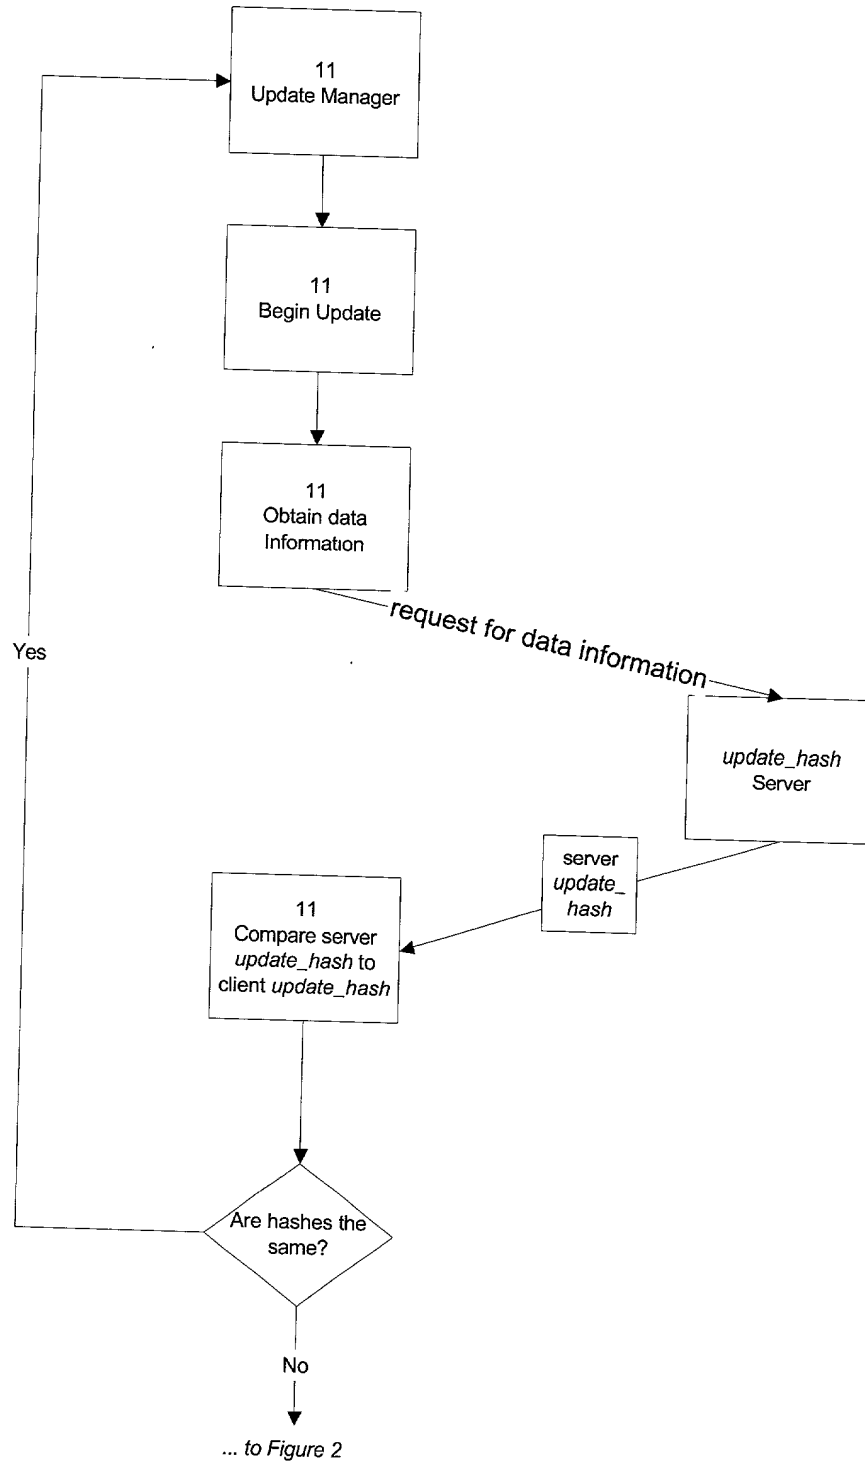 11
Update Manager
11
Begin Update
11
Obtain data
Information
request for data information
Yes
update_hash
Server
server
update_
hash
11
Compare server
update_hash to
client update_hash
Are hashes the
same?
No
... to Figure 2